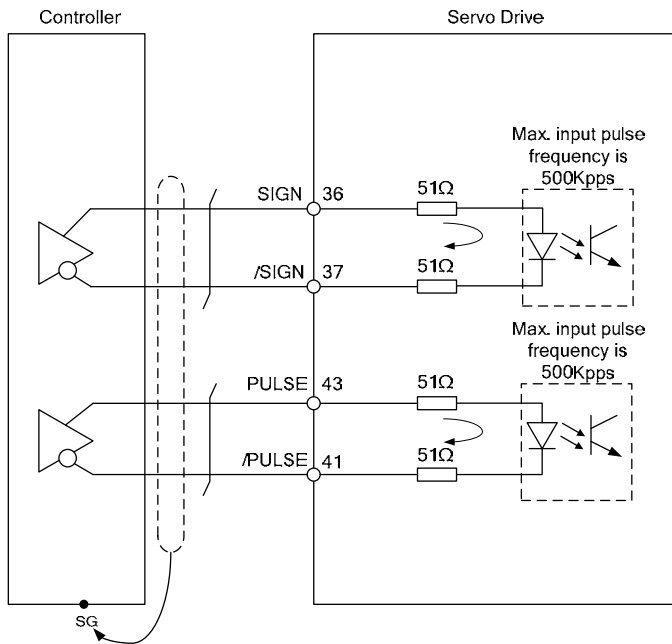 Controller
Servo Drive
Max. input pulse
frequency is
500Kpps
SIGN 36 51Ω
/SIGN 37 51Ω
Max. input pulse
frequency is
500Kpps
PULSE 43 51Ω
/PULSE 41 51Ω
SG